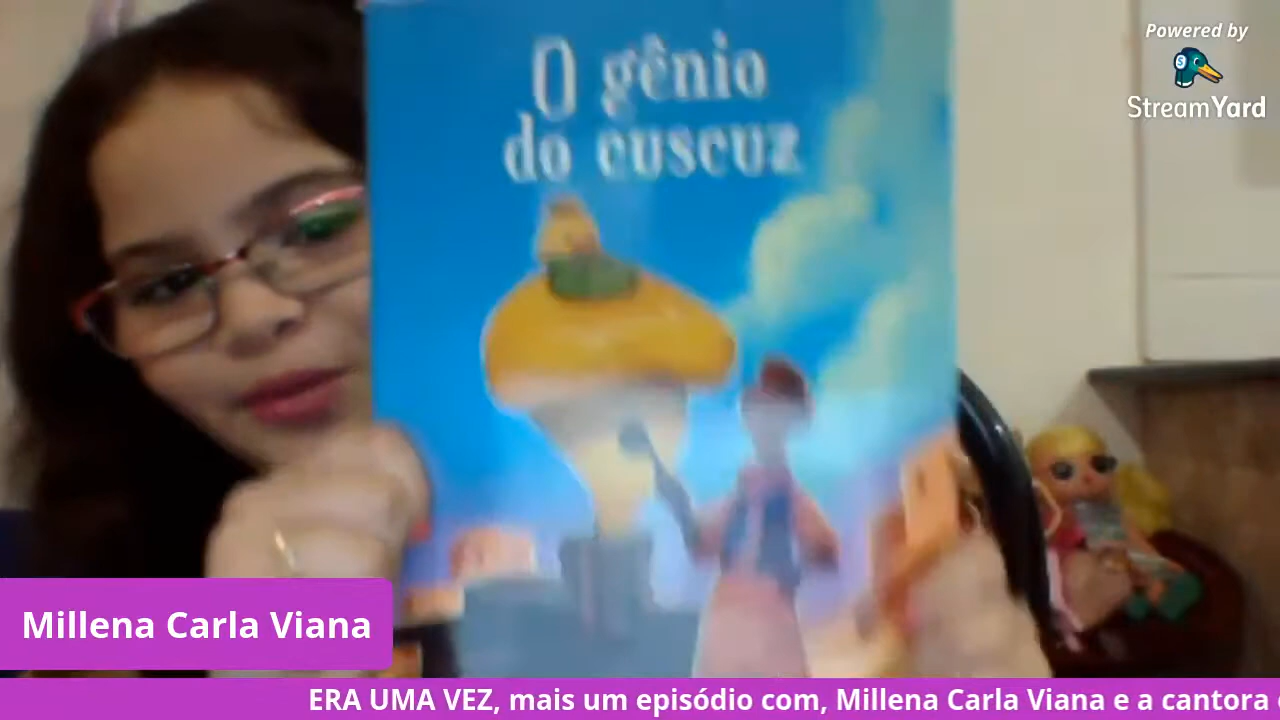 Powered by
StreamYard
O gênio
do cuscuz
Millena Carla Viana
ERA UMA VEZ, mais um episódio com, Millena Carla Viana e a cantora